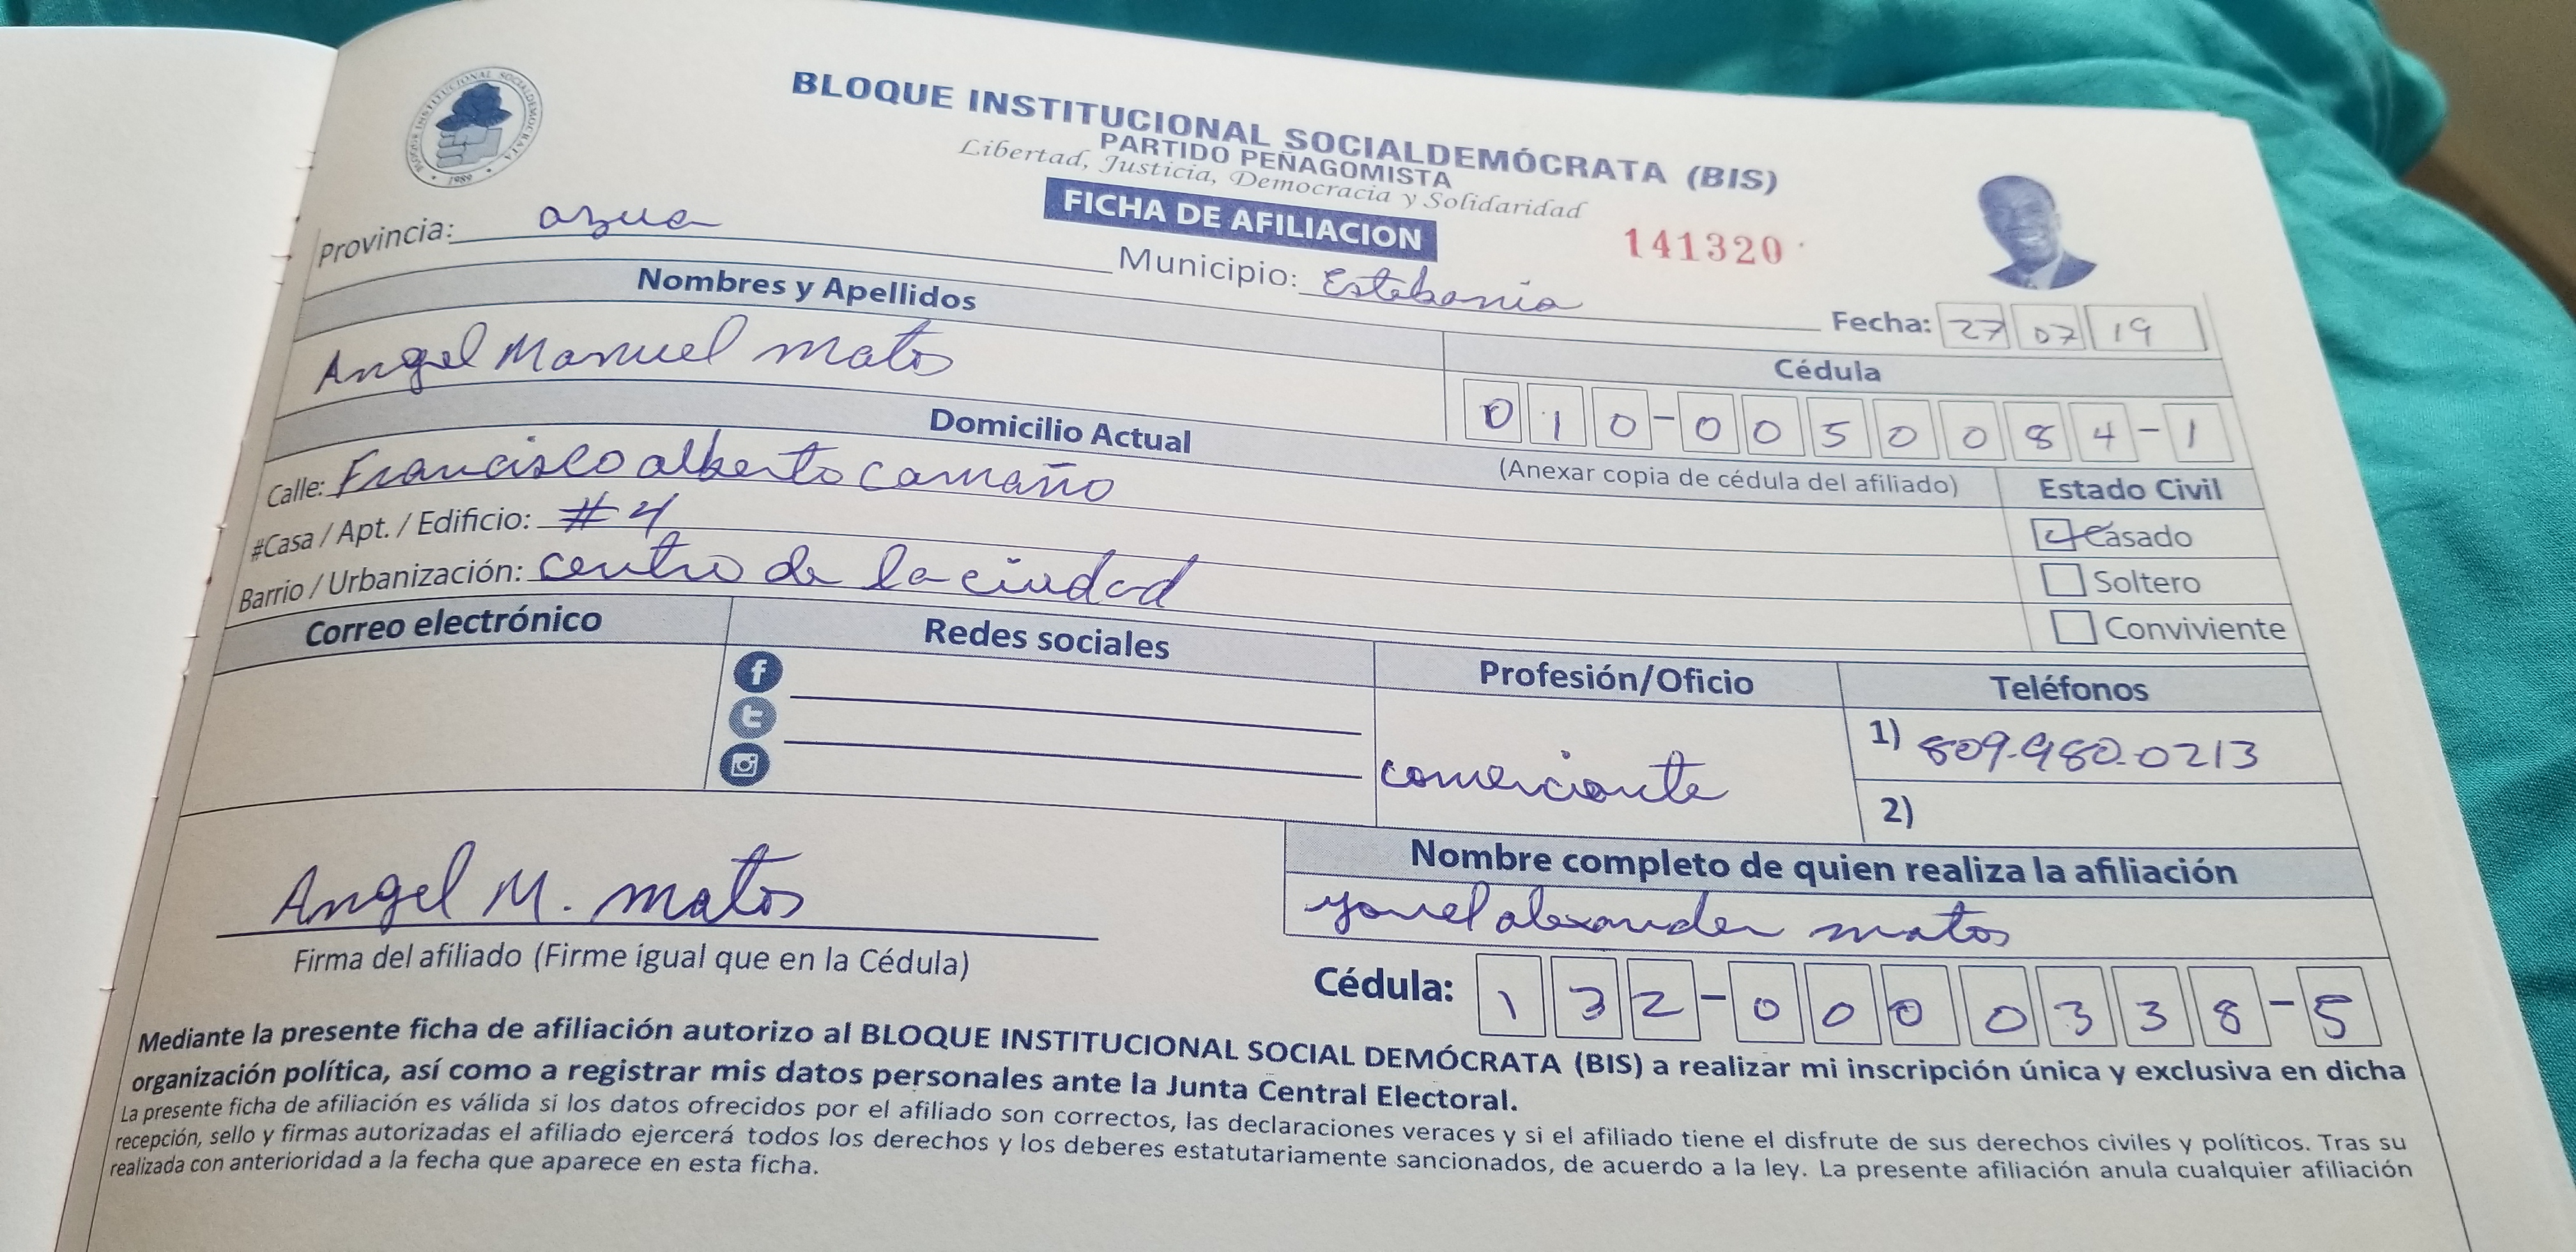 BLOQUE INSTITUCIONAL SOCIALDEMOCRATA
1989
BLOQUE INSTITUCIONAL SOCIALDEMÓCRATA (BIS)
PARTIDO PEÑAGOMISTA
Libertad, Justicia, Democracia y Solidaridad
FICHA DE AFILIACION
141320
Provincia: azua
Municipio: Estebania
Fecha: 27 07 19
Nombres y Apellidos
Angel Manuel matos
Cédula
010-0050084-1
(Anexar copia de cédula del afiliado)
Domicilio Actual
Calle: Francisco alberto camaño
#Casa / Apt. / Edificio: #4
Barrio / Urbanización: centro de la ciudad
Estado Civil
Casado
Soltero
Conviviente
Correo electrónico
Redes sociales
Profesión/Oficio
comerciante
Teléfonos
1) 809-980-0213
2)
Angel M. matos
Firma del afiliado (Firme igual que en la Cédula)
Nombre completo de quien realiza la afiliación
yonel alexander matos
Cédula: 132-0000338-5
Mediante la presente ficha de afiliación autorizo al BLOQUE INSTITUCIONAL SOCIAL DEMÓCRATA (BIS) a realizar mi inscripción única y exclusiva en dicha
organización política, así como a registrar mis datos personales ante la Junta Central Electoral.
La presente ficha de afiliación es válida si los datos ofrecidos por el afiliado son correctos, las declaraciones veraces y si el afiliado tiene el disfrute de sus derechos civiles y políticos. Tras su
recepción, sello y firmas autorizadas el afiliado ejercerá todos los derechos y los deberes estatutariamente sancionados, de acuerdo a la ley. La presente afiliación anula cualquier afiliación
realizada con anterioridad a la fecha que aparece en esta ficha.